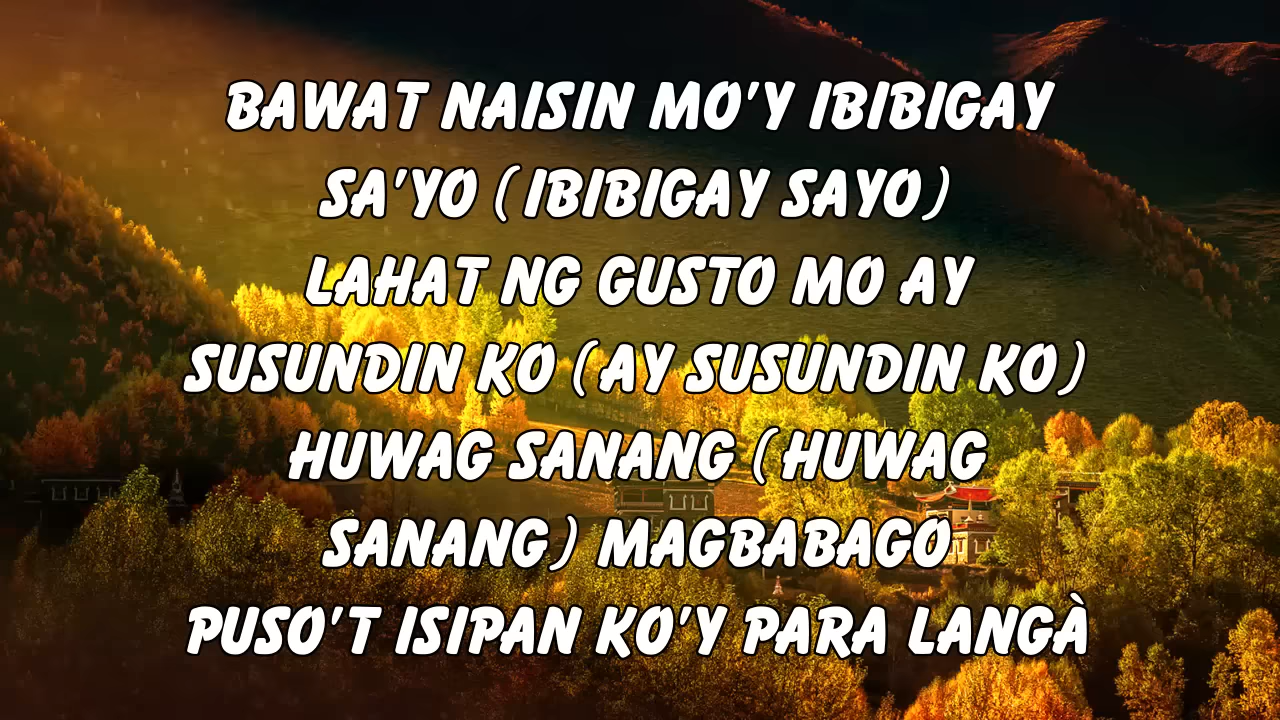 BAWAT NAISIN MO'Y IBIBIGAY
SA'YO (IBIBIGAY SAYO)
LAHAT NG GUSTO MO AY
SUSUNDIN KO (AY SUSUNDIN KO)
HUWAG SANANG (HUWAG
SANANG) MAGBABAGO
PUSO'T ISIPAN KO'Y PARA LANGÀ